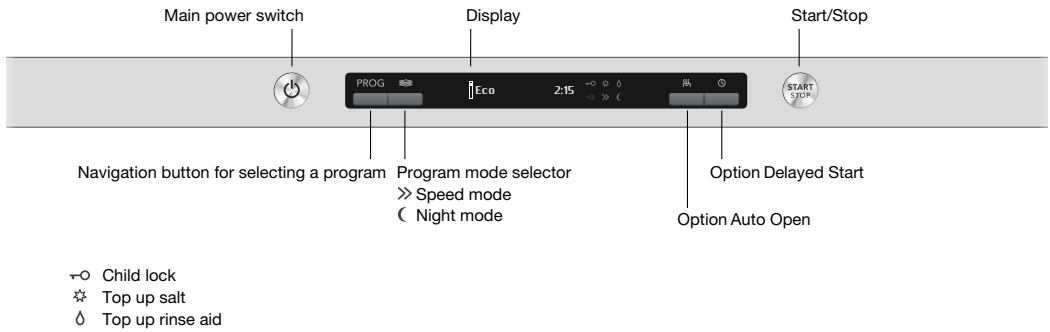 Main power switch
Display
Start/Stop
PROG
Eco
2:15
START
STOP
Navigation button for selecting a program
Program mode selector
Speed mode
Night mode
Option Delayed Start
Option Auto Open
Child lock
Top up salt
Top up rinse aid